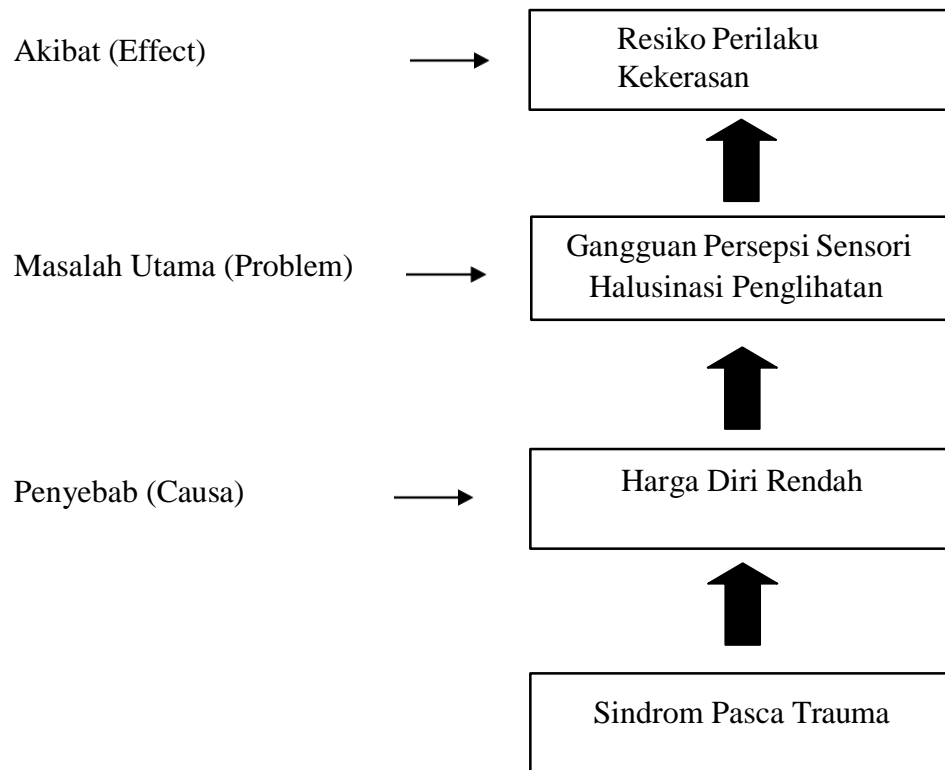 Akibat (Effect)
Resiko Perilaku
Kekerasan
Masalah Utama (Problem)
Gangguan Persepsi Sensori
Halusinasi Penglihatan
Penyebab (Causa)
Harga Diri Rendah
Sindrom Pasca Trauma